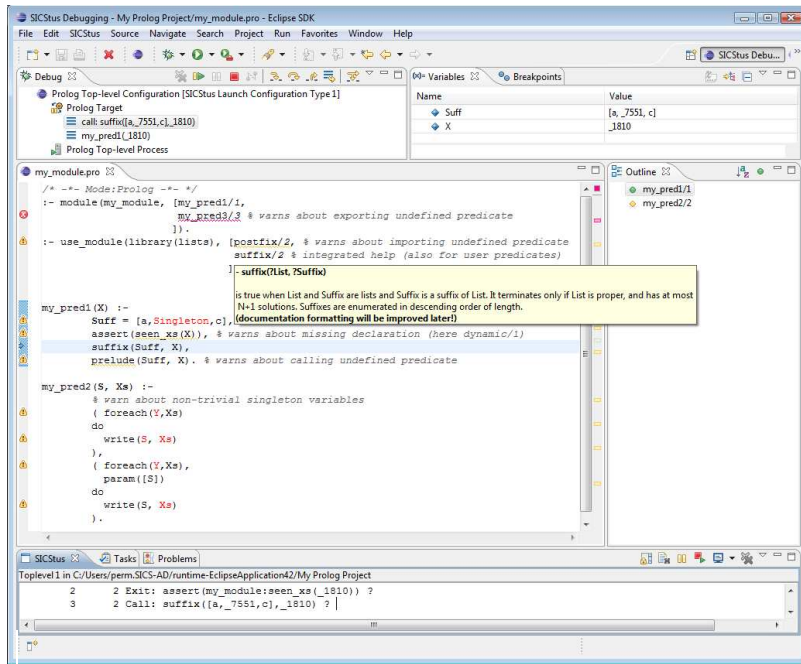 SICStus Debugging - My Prolog Project/my_module.pro - Eclipse SDK
File Edit SICStus Source Navigate Search Project Run Favorites Window Help
SICStus Debu...
Debug
Prolog Top-level Configuration [SICStus Launch Configuration Type 1]
Prolog Target
call: suffix([a,_7551,c],_1810)
my_pred1(_1810)
Prolog Top-level Process
(x)= Variables Breakpoints
Name Value
Suff [a, _7551, c]
X _1810
my_module.pro
/* -*- Mode:Prolog -*- */
:- module(my_module, [my_pred1/1,
my_pred3/3 % warns about exporting undefined predicate
]).
:- use_module(library(lists), [postfix/2, % warns about importing undefined predicate
suffix/2 % integrated help (also for user predicates)
]
- suffix(?List, ?Suffix)
is true when List and Suffix are lists and Suffix is a suffix of List. It terminates only if List is proper, and has at most
N+1 solutions. Suffixes are enumerated in descending order of length.
(documentation formatting will be improved later!)
my_pred1(X) :-
Suff = [a,Singleton,c],
assert(seen_xs(X)), % warns about missing declaration (here dynamic/1)
suffix(Suff, X),
prelude(Suff, X). % warns about calling undefined predicate
my_pred2(S, Xs) :-
% warn about non-trivial singleton variables
( foreach(Y,Xs)
do
write(S, Xs)
),
( foreach(Y,Xs),
param([S])
do
write(S, Xs)
).
Outline
my_pred1/1
my_pred2/2
SICStus Tasks Problems
Toplevel 1 in C:/Users/perm.SICS-AD/runtime-EclipseApplication42/My Prolog Project
2 2 Exit: assert(my_module:seen_xs(_1810)) ?
3 2 Call: suffix([a,_7551,c],_1810) ?